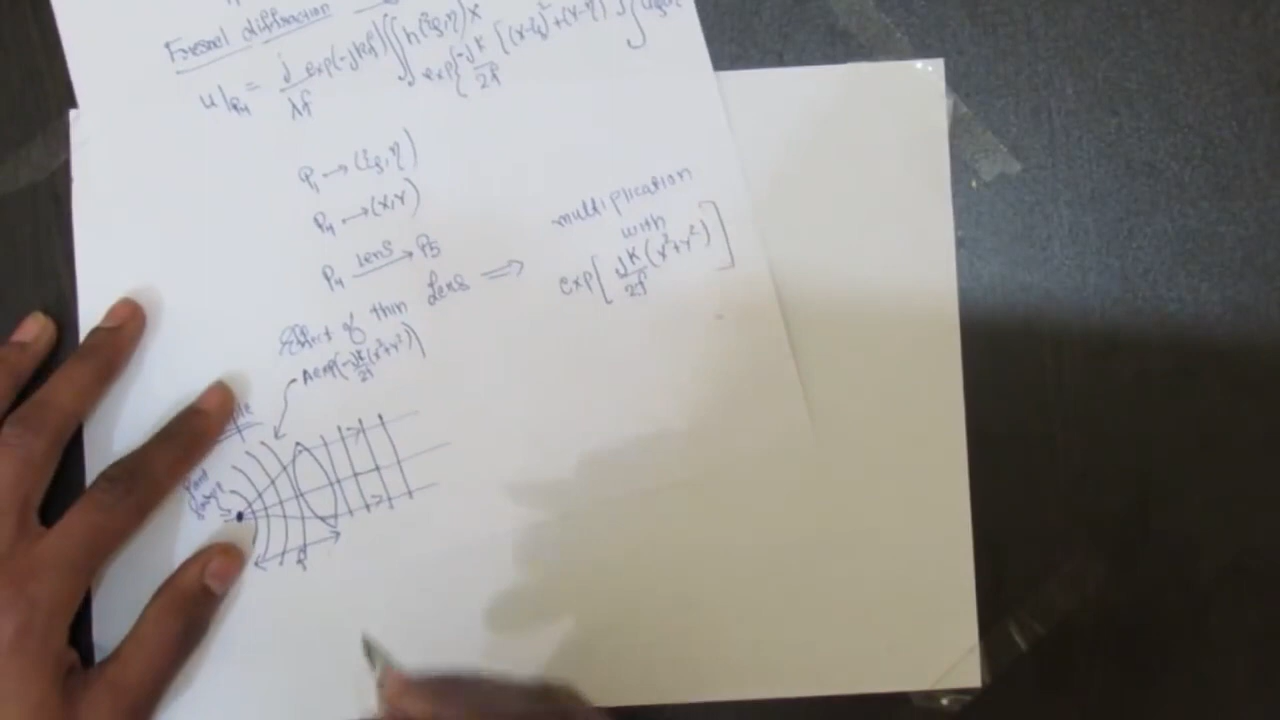 Fresnel diffraction
u|P4 = j exp(-jkf) / λf ∬ h(ξ,η) x
exp{-jk/2f [(x-ξ)²+(Y-η)²]}
P1 → (ξ,η)
P4 → (x,Y)
P4 —Lens→ P5
Effect of thin Lens ⇒ multiplication
with
exp[jk/2f (x²+Y²)]
A exp(-jk/2f (x²+Y²))
Point
f